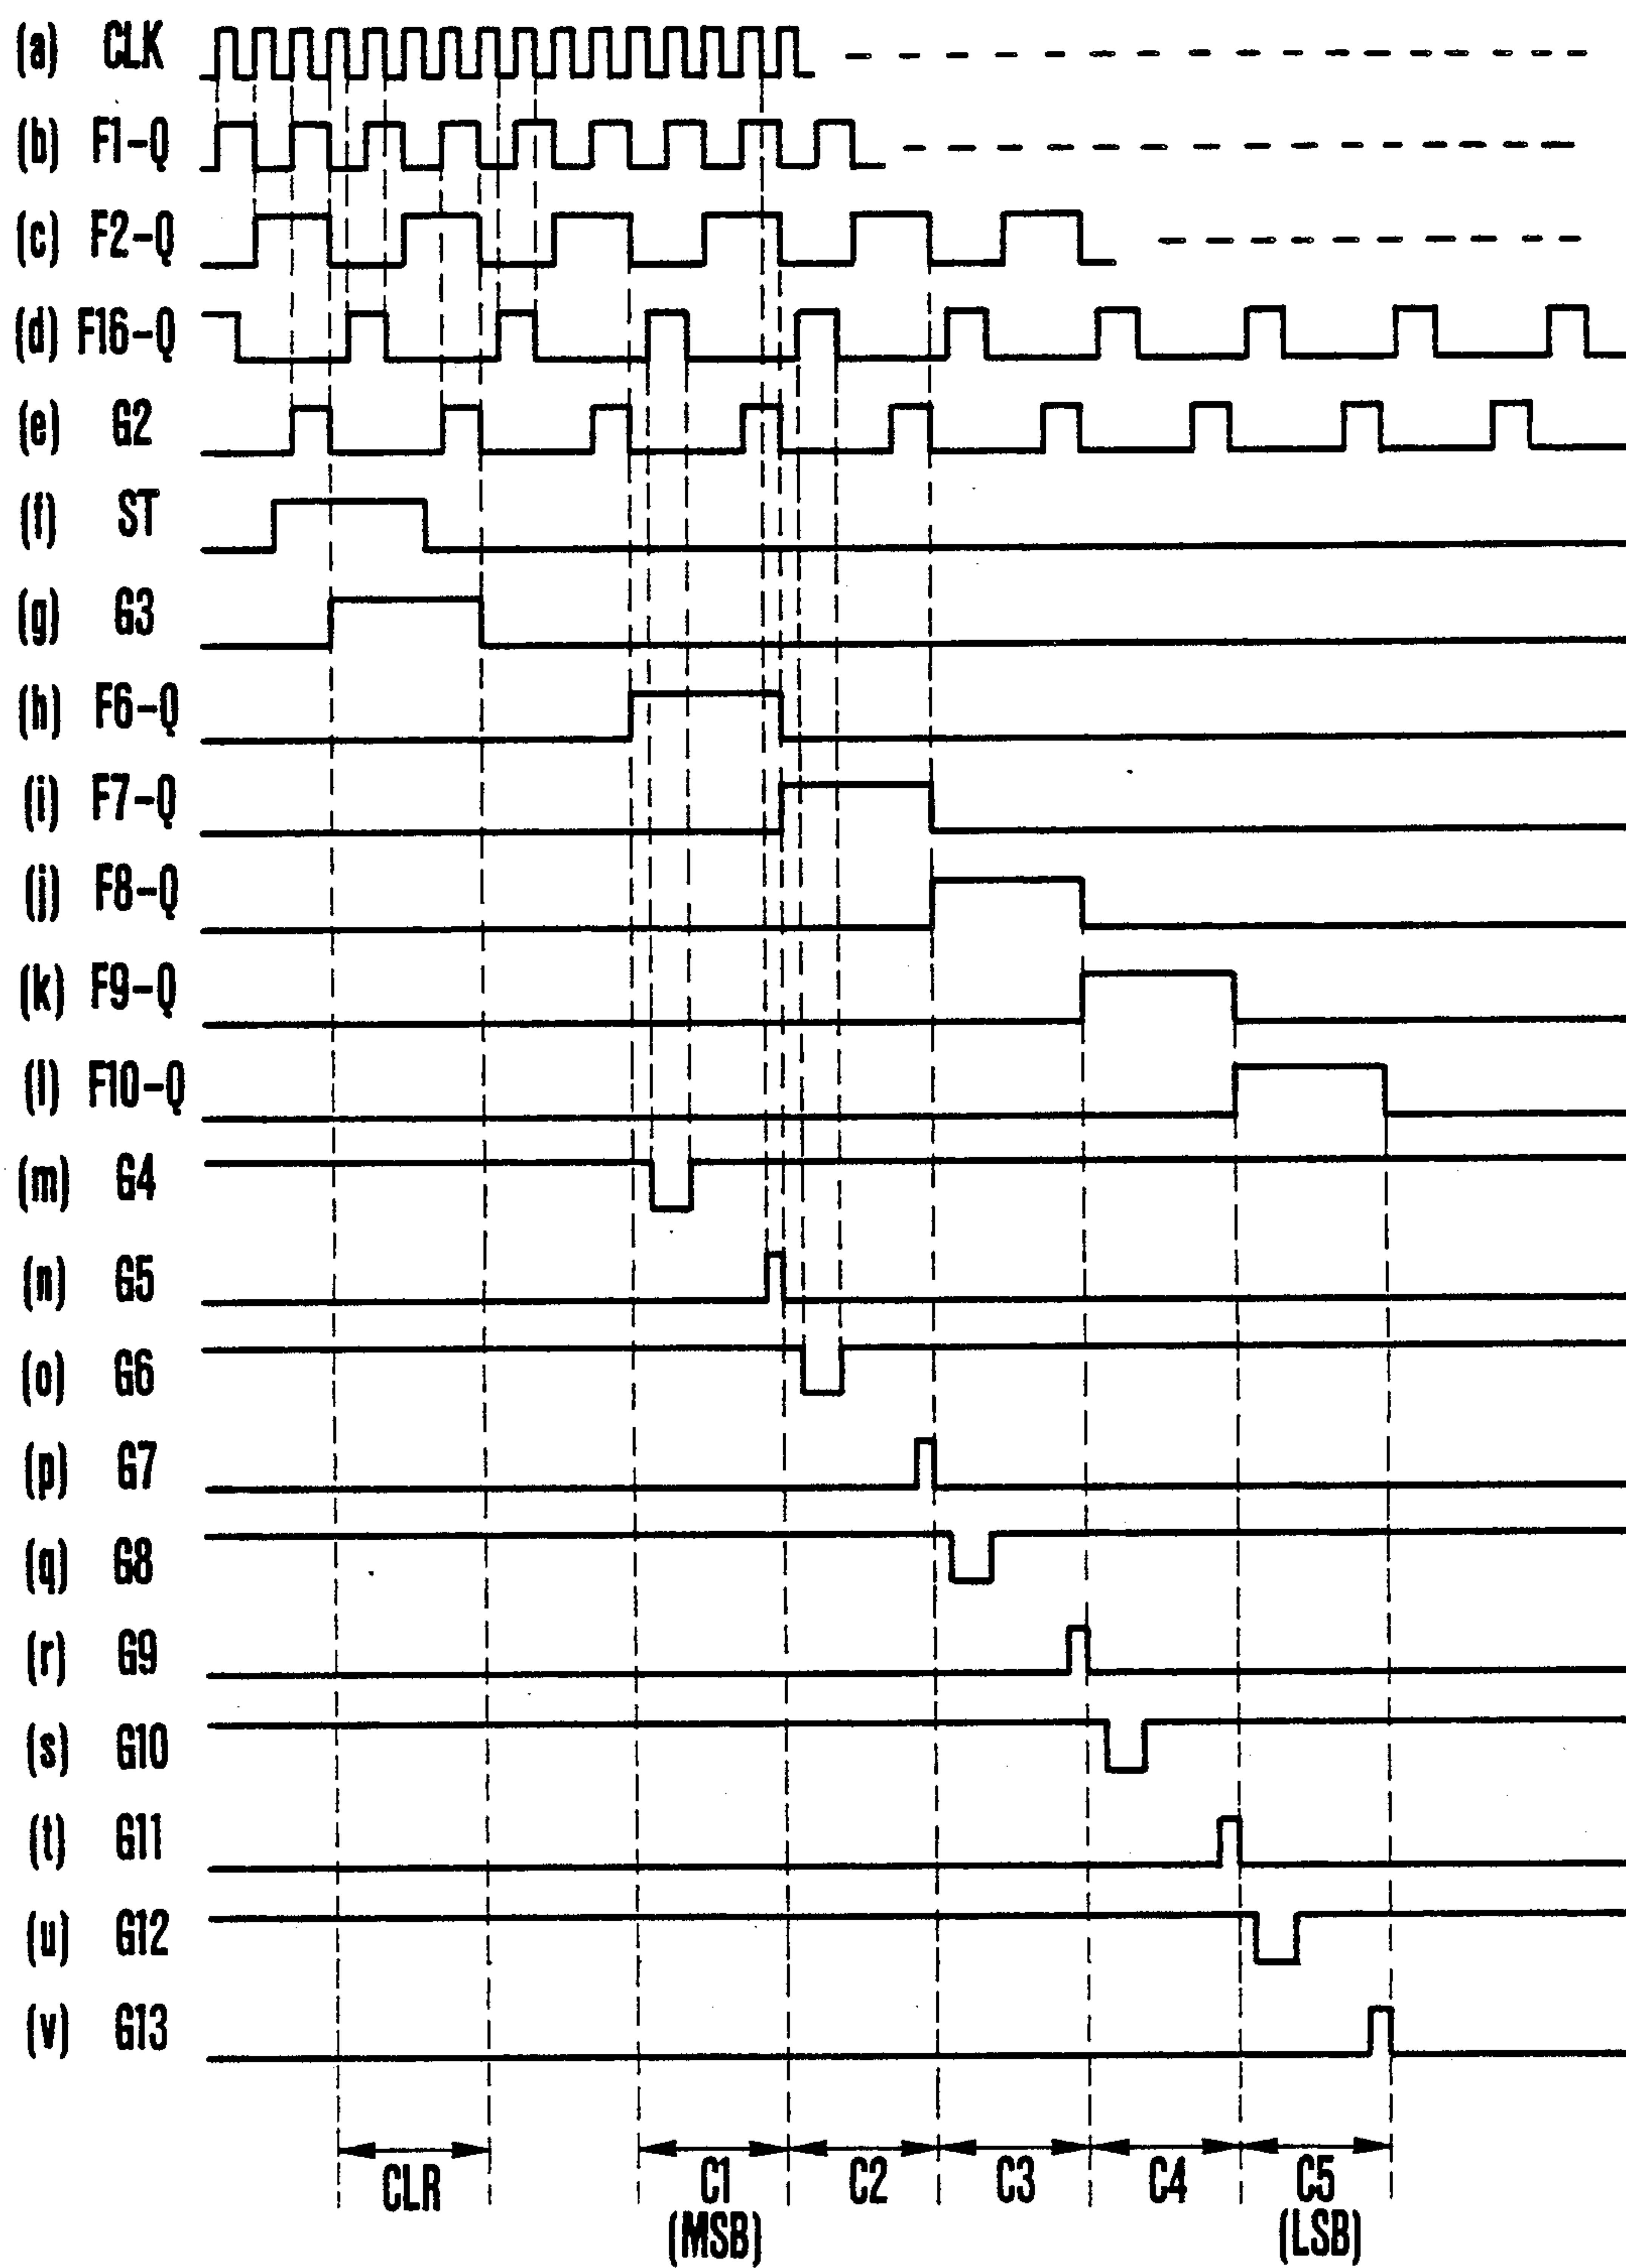 (a) CLK
(b) F1-Q
(c) F2-Q
(d) F16-Q
(e) G2
(f) ST
(g) G3
(h) F6-Q
(i) F7-Q
(j) F8-Q
(k) F9-Q
(l) F10-Q
(m) G4
(n) G5
(o) G6
(p) G7
(q) G8
(r) G9
(s) G10
(t) G11
(u) G12
(v) G13
CLR C1 C2 C3 C4 C5
(MSB) (LSB)